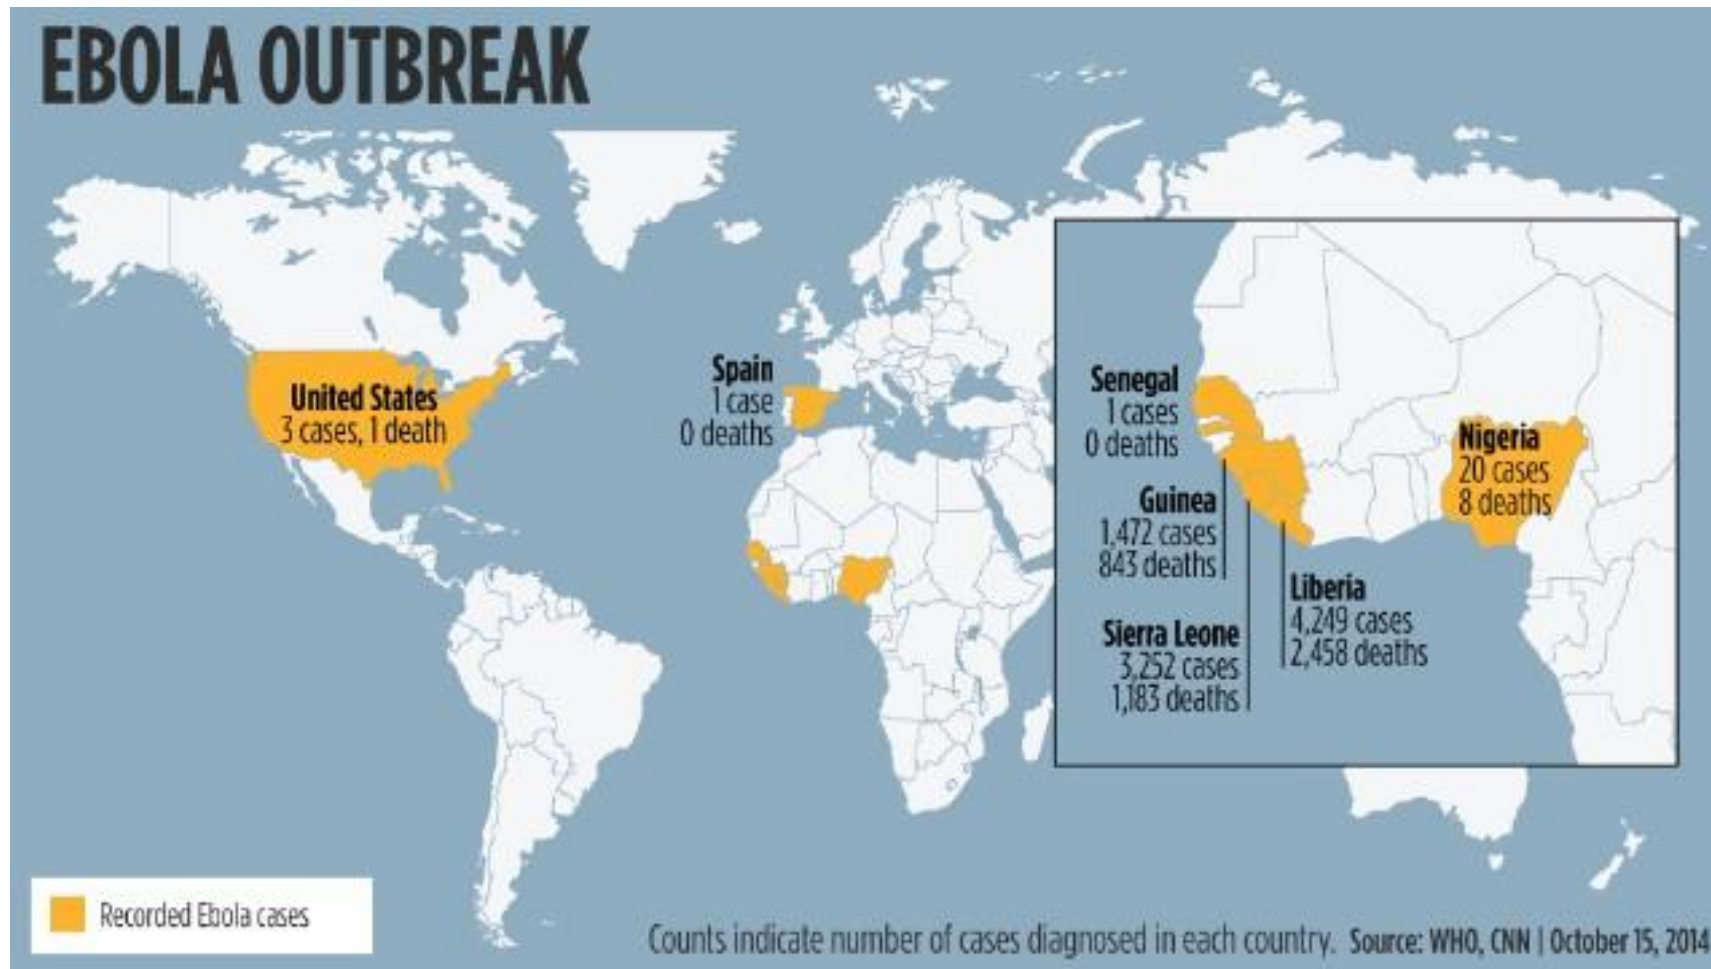 EBOLA OUTBREAK
United States
3 cases, 1 death
Spain
1 case
0 deaths
Senegal
1 cases
0 deaths
Guinea
1,472 cases
843 deaths
Sierra Leone
3,252 cases
1,183 deaths
Liberia
4,249 cases
2,458 deaths
Nigeria
20 cases
8 deaths
Recorded Ebola cases
Counts indicate number of cases diagnosed in each country. Source: WHO, CNN | October 15, 2014